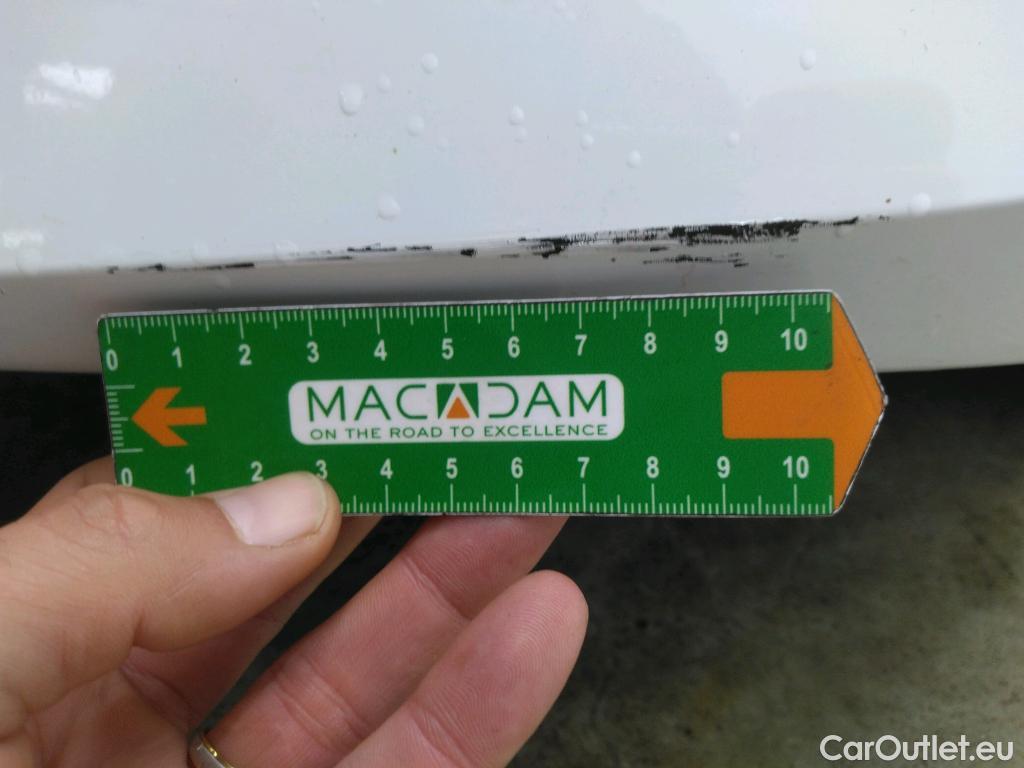 0 1 2 3 4 5 6 7 8 9 10
MACADAM
ON THE ROAD TO EXCELLENCE
0 1 2 3 4 5 6 7 8 9 10
CarOutlet.eu